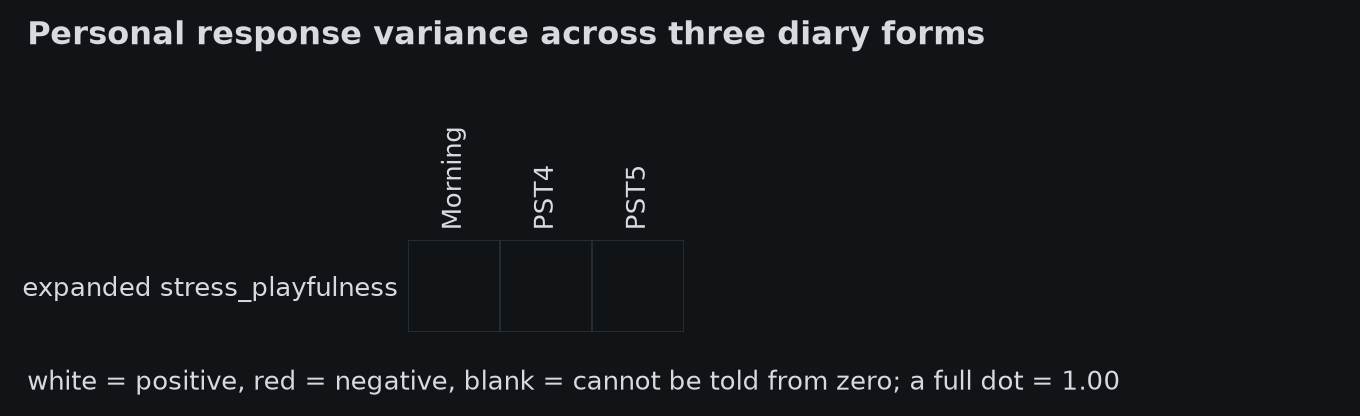 Personal response variance across three diary forms
Morning
PST4
PST5
expanded stress_playfulness
white = positive, red = negative, blank = cannot be told from zero; a full dot = 1.00